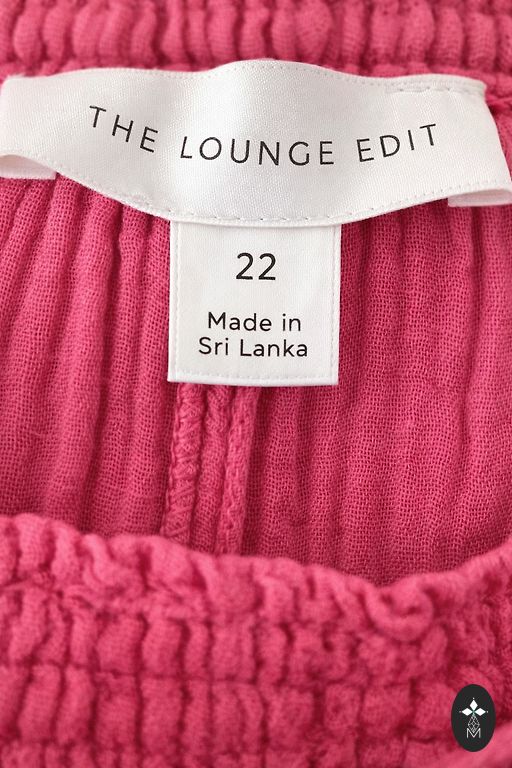 THE LOUNGE EDIT
22
Made in
Sri Lanka
M